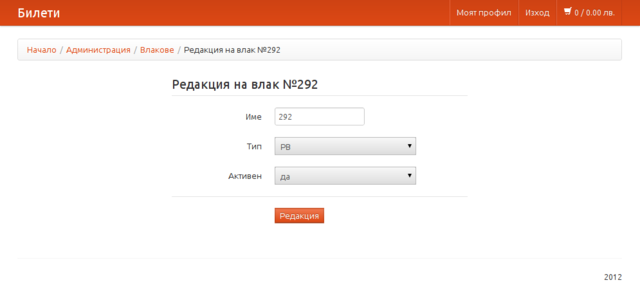 Билети
Моят профил
Изход
0 / 0.00 лв.
Начало / Администрация / Влакове / Редакция на влак №292
Редакция на влак №292
Име 292
Тип РВ
Активен да
Редакция
2012